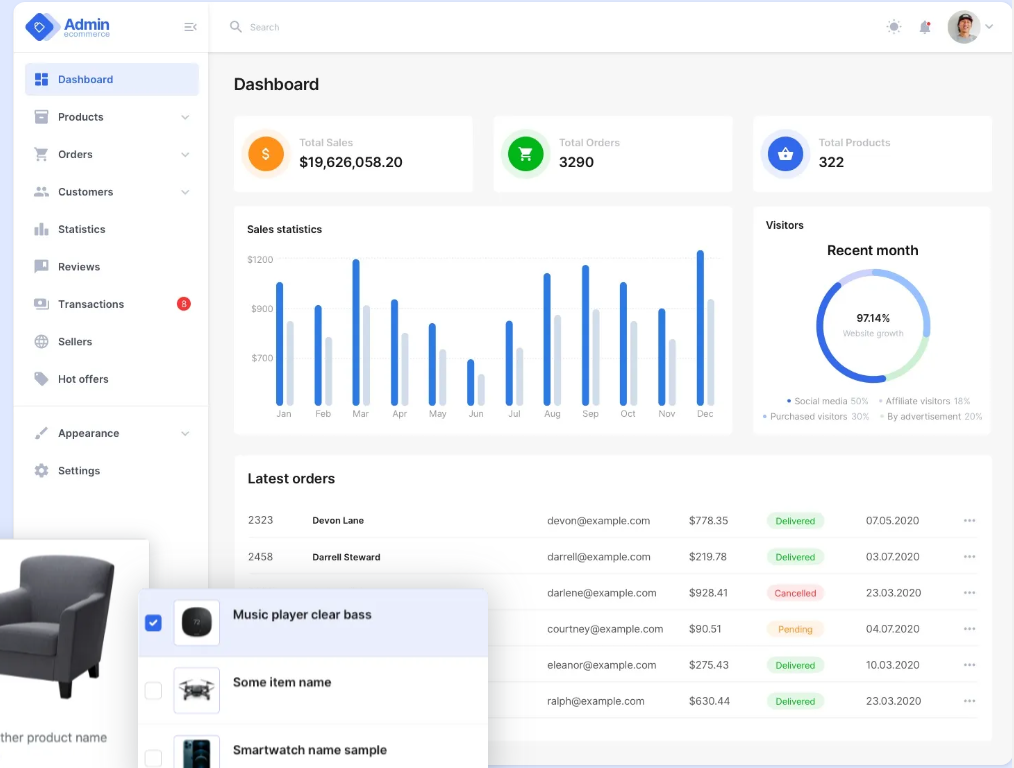 Admin
ecommerce
Search
Dashboard
Products
Orders
Customers
Statistics
Reviews
Transactions 8
Sellers
Hot offers
Appearance
Settings
Dashboard
Total Sales
$19,626,058.20
Total Orders
3290
Total Products
322
Sales statistics
$1200
$900
$700
Jan Feb Mar Apr May Jun Jul Aug Sep Oct Nov Dec
Visitors
Recent month
97.14%
Website growth
Social media 50% Affiliate visitors 18%
Purchased visitors 30% By advertisement 20%
Latest orders
2323 Devon Lane devon@example.com $778.35 Delivered 07.05.2020
2458 Darrell Steward darrell@example.com $219.78 Delivered 03.07.2020
darlene@example.com $928.41 Cancelled 23.03.2020
courtney@example.com $90.51 Pending 04.07.2020
eleanor@example.com $275.43 Delivered 10.03.2020
ralph@example.com $630.44 Delivered 23.03.2020
ther product name
Music player clear bass
Some item name
Smartwatch name sample